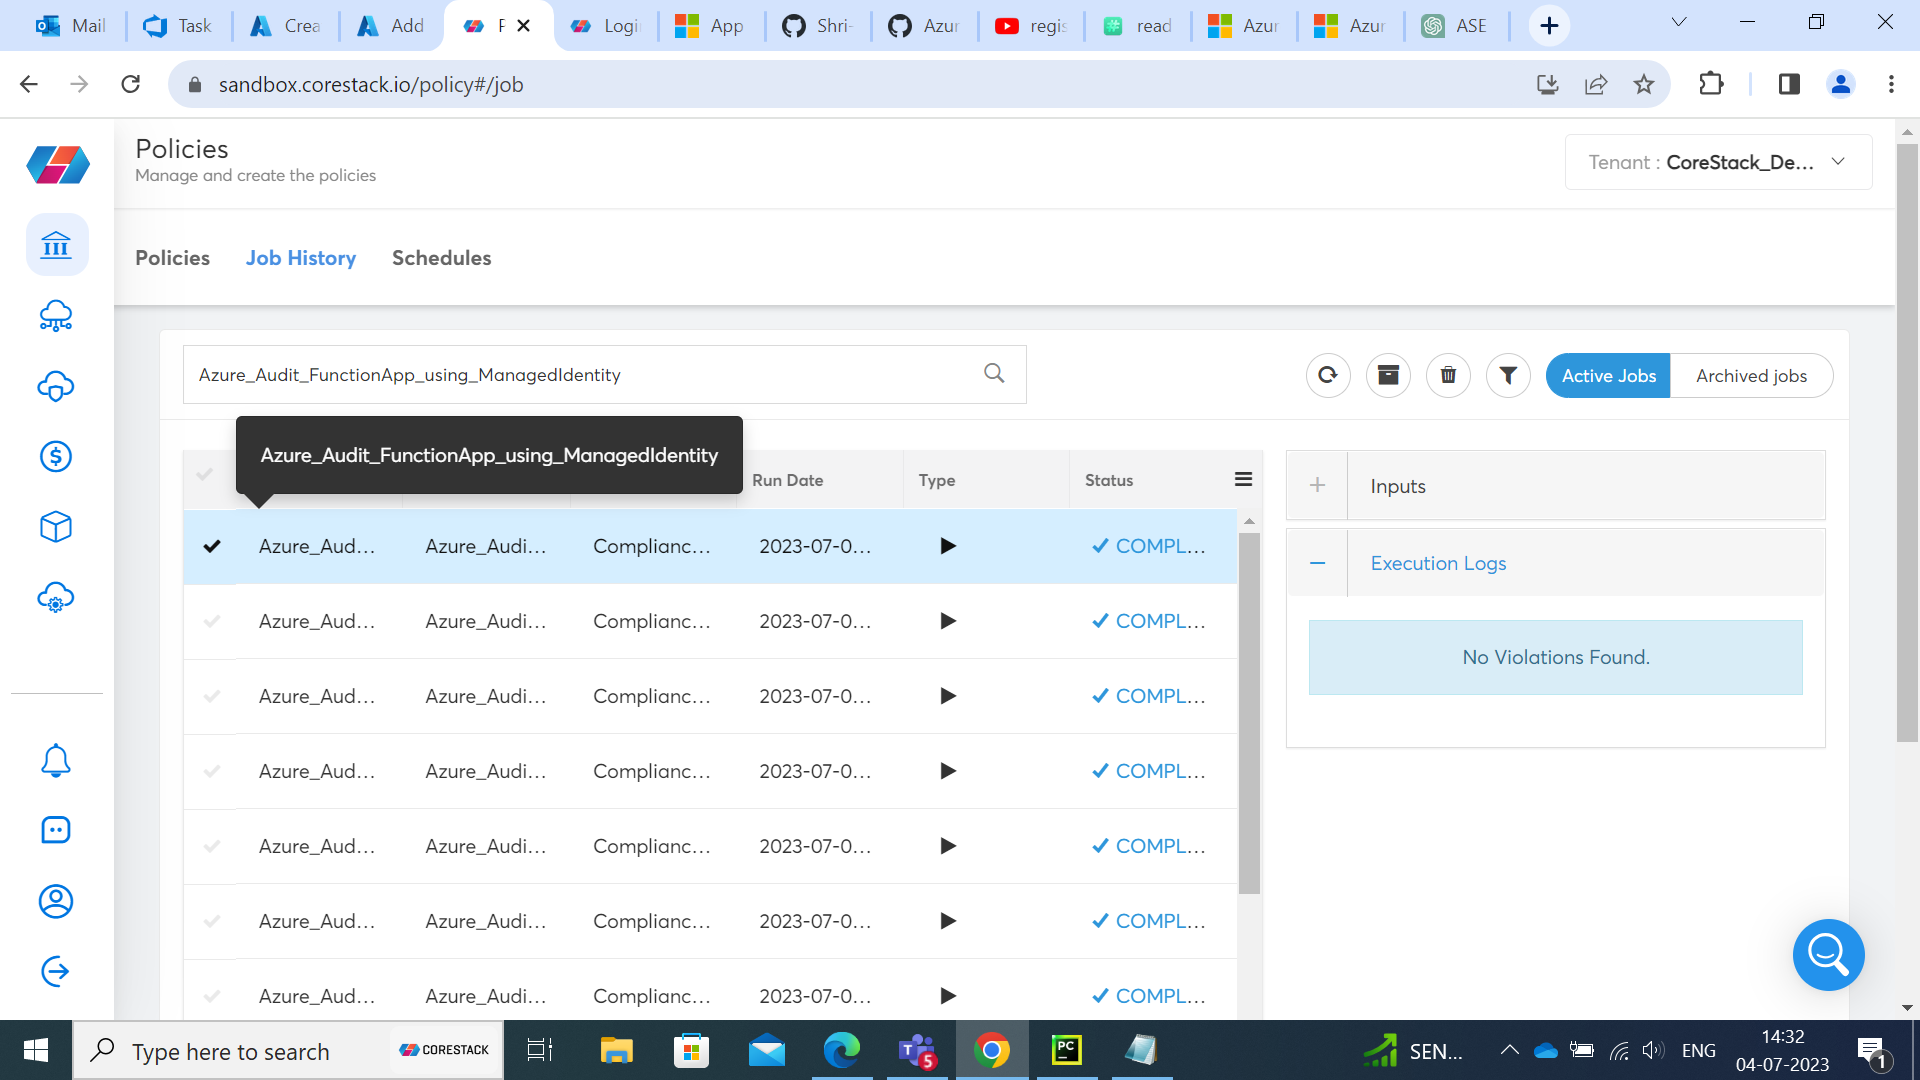 Mail
Task
Crea
Add
F
Login
App
Shri-
Azur
regis
read
Azur
Azur
ASE
sandbox.corestack.io/policy#/job
Policies
Manage and create the policies
Tenant : CoreStack_De...
Policies
Job History
Schedules
Azure_Audit_FunctionApp_using_ManagedIdentity
Active Jobs
Archived jobs
Azure_Audit_FunctionApp_using_ManagedIdentity
Run Date
Type
Status
Inputs
Azure_Aud... Azure_Audi... Complianc... 2023-07-0... COMPL...
Execution Logs
Azure_Aud... Azure_Audi... Complianc... 2023-07-0... COMPL...
No Violations Found.
Azure_Aud... Azure_Audi... Complianc... 2023-07-0... COMPL...
Azure_Aud... Azure_Audi... Complianc... 2023-07-0... COMPL...
Azure_Aud... Azure_Audi... Complianc... 2023-07-0... COMPL...
Azure_Aud... Azure_Audi... Complianc... 2023-07-0... COMPL...
Azure_Aud... Azure_Audi... Complianc... 2023-07-0... COMPL...
Type here to search
CORESTACK
5
PC
SEN...
ENG
14:32
04-07-2023
1